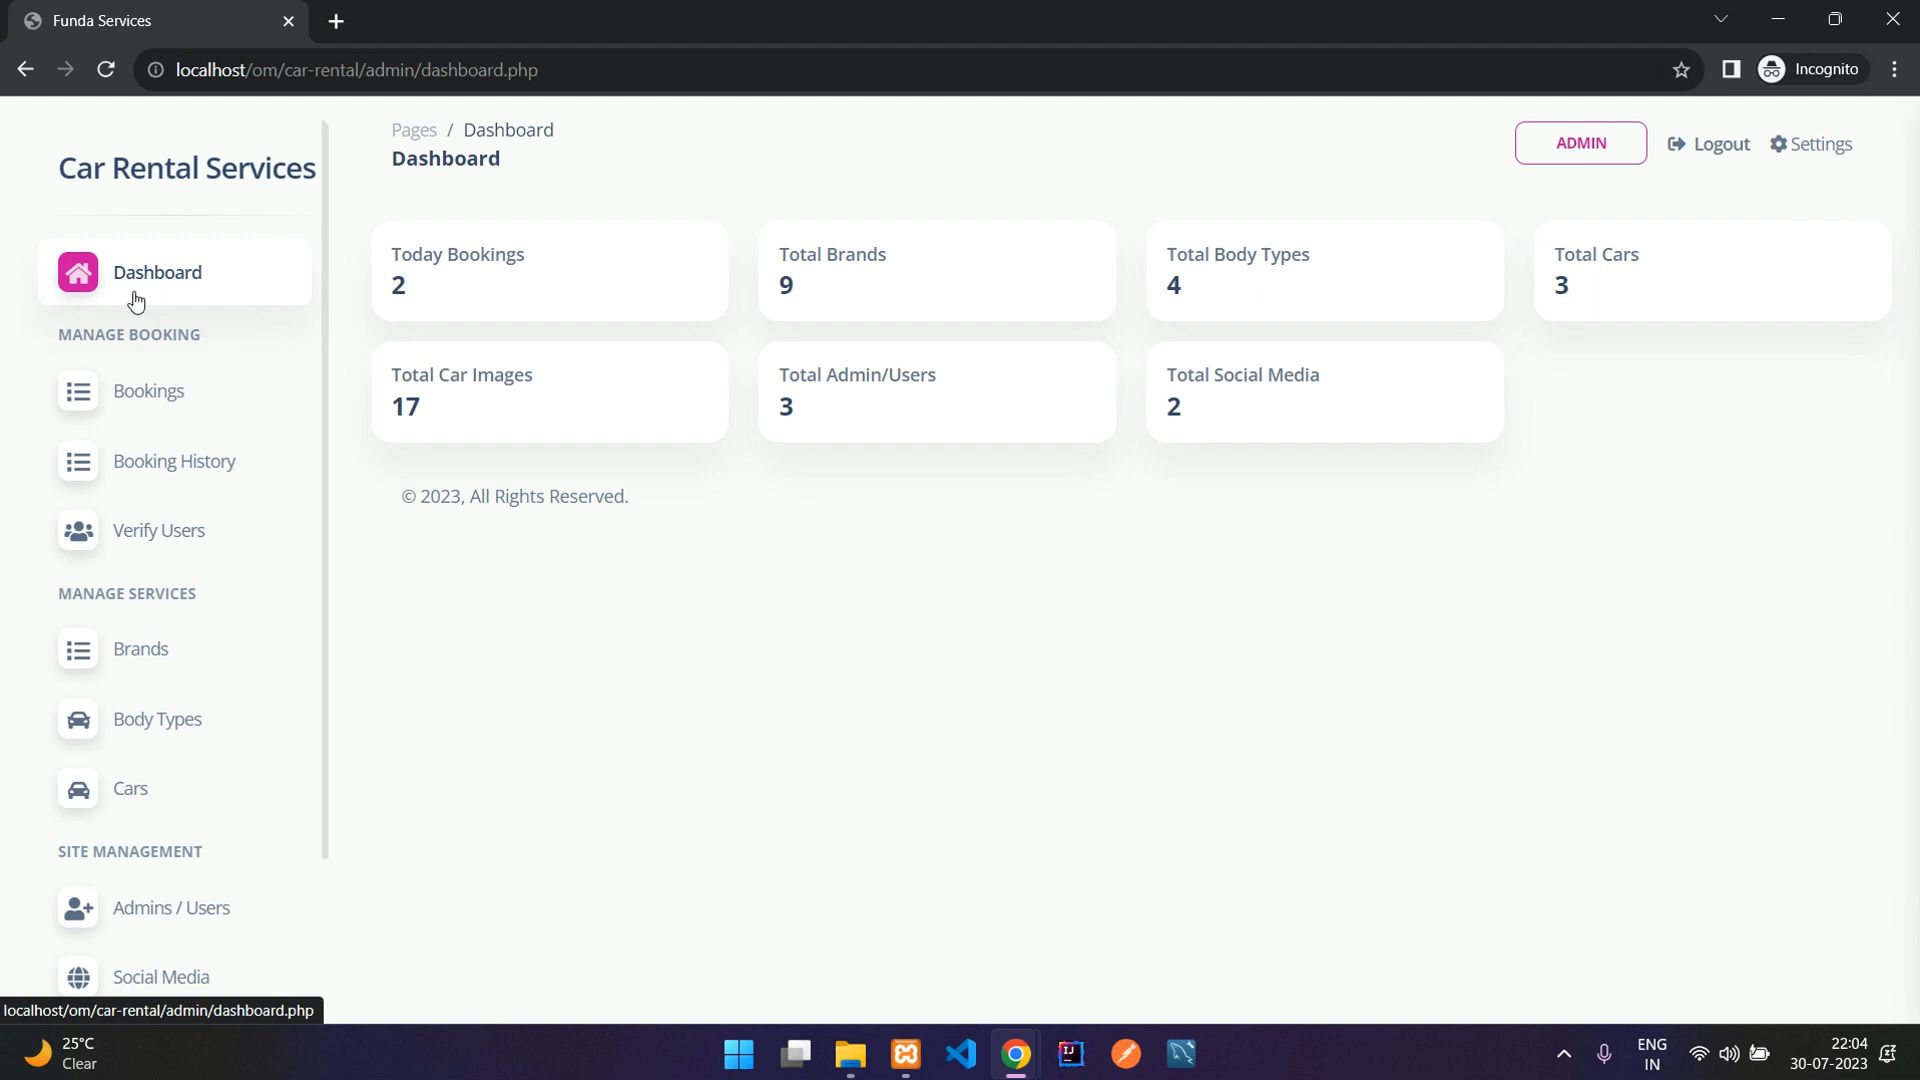 Funda Services
localhost/om/car-rental/admin/dashboard.php
Incognito
Car Rental Services
Pages / Dashboard
Dashboard
ADMIN
Logout
Settings
Dashboard
MANAGE BOOKING
Bookings
Booking History
Verify Users
MANAGE SERVICES
Brands
Body Types
Cars
SITE MANAGEMENT
Admins / Users
Social Media
Today Bookings
2
Total Brands
9
Total Body Types
4
Total Cars
3
Total Car Images
17
Total Admin/Users
3
Total Social Media
2
© 2023, All Rights Reserved.
localhost/om/car-rental/admin/dashboard.php
25°C
Clear
IJ
ENG
IN
22:04
30-07-2023